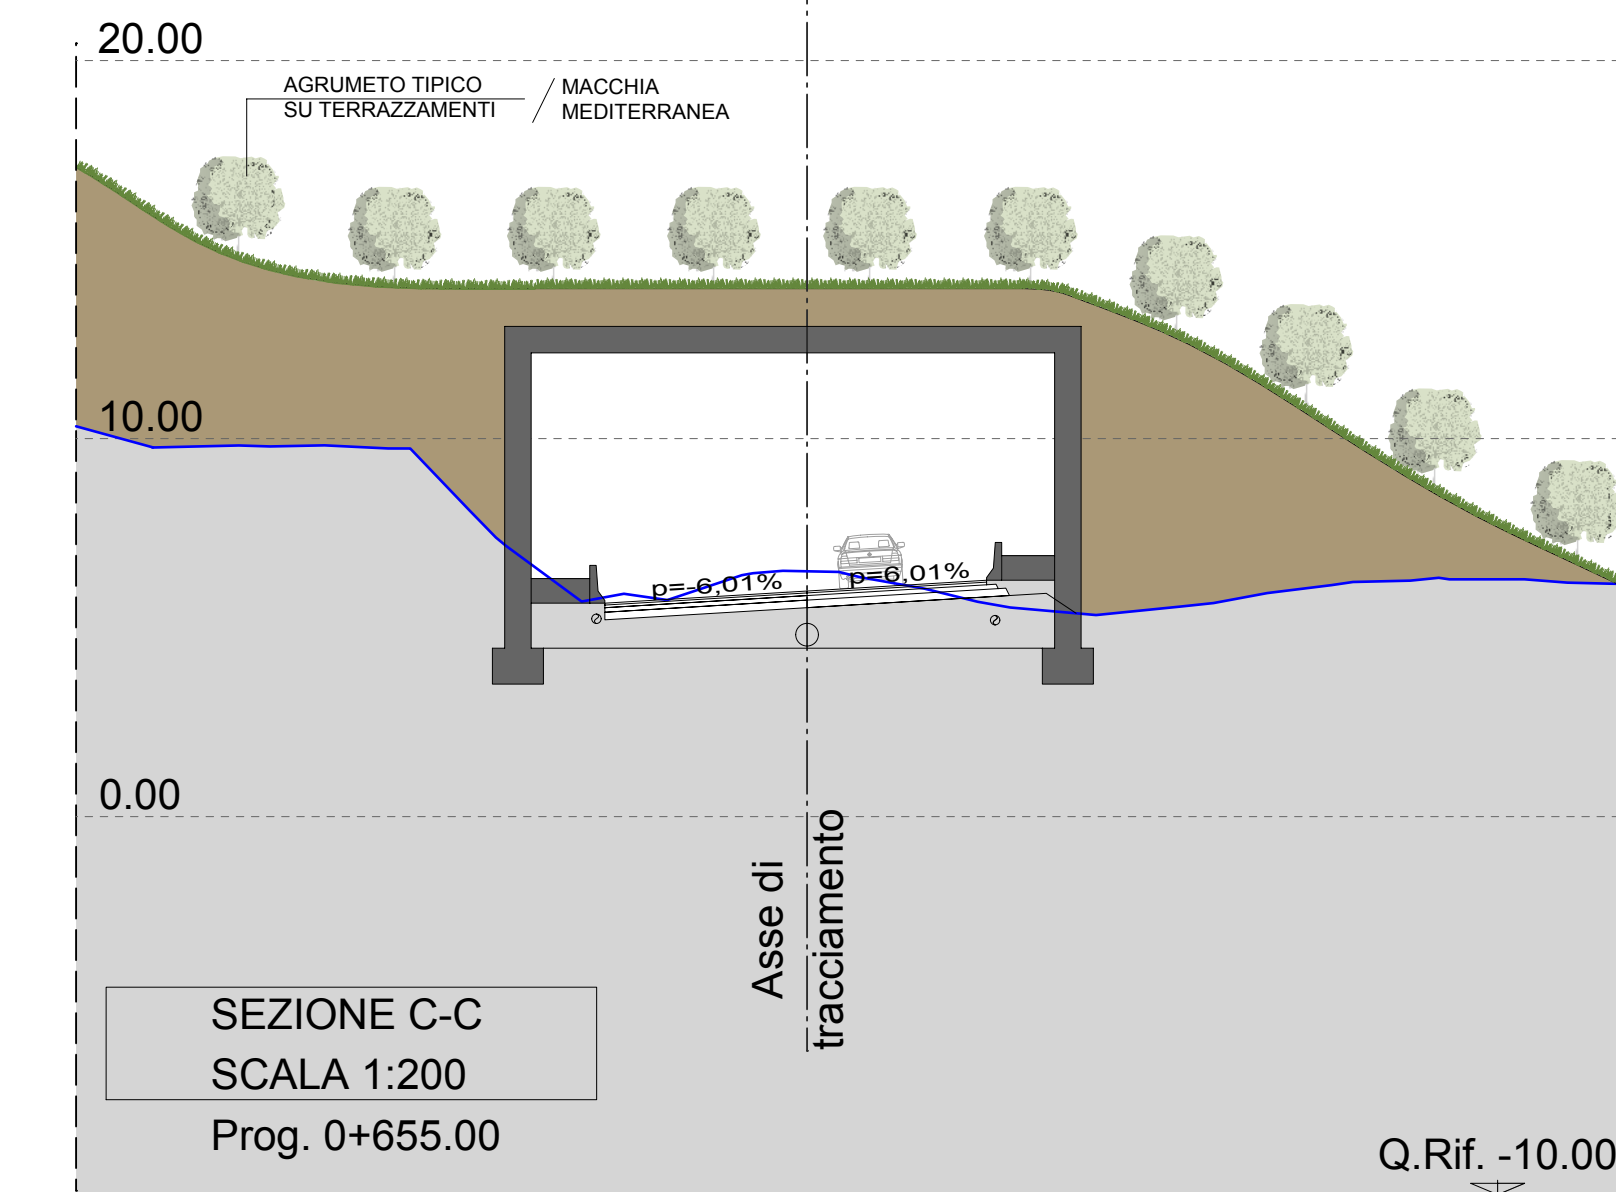 20.00
AGRUMETO TIPICO
SU TERRAZZAMENTI
MACCHIA
MEDITERRANEA
10.00
p=-6,01%
p=6,01%
0.00
Asse di
tracciamento
SEZIONE C-C
SCALA 1:200
Prog. 0+655.00
Q.Rif. -10.00